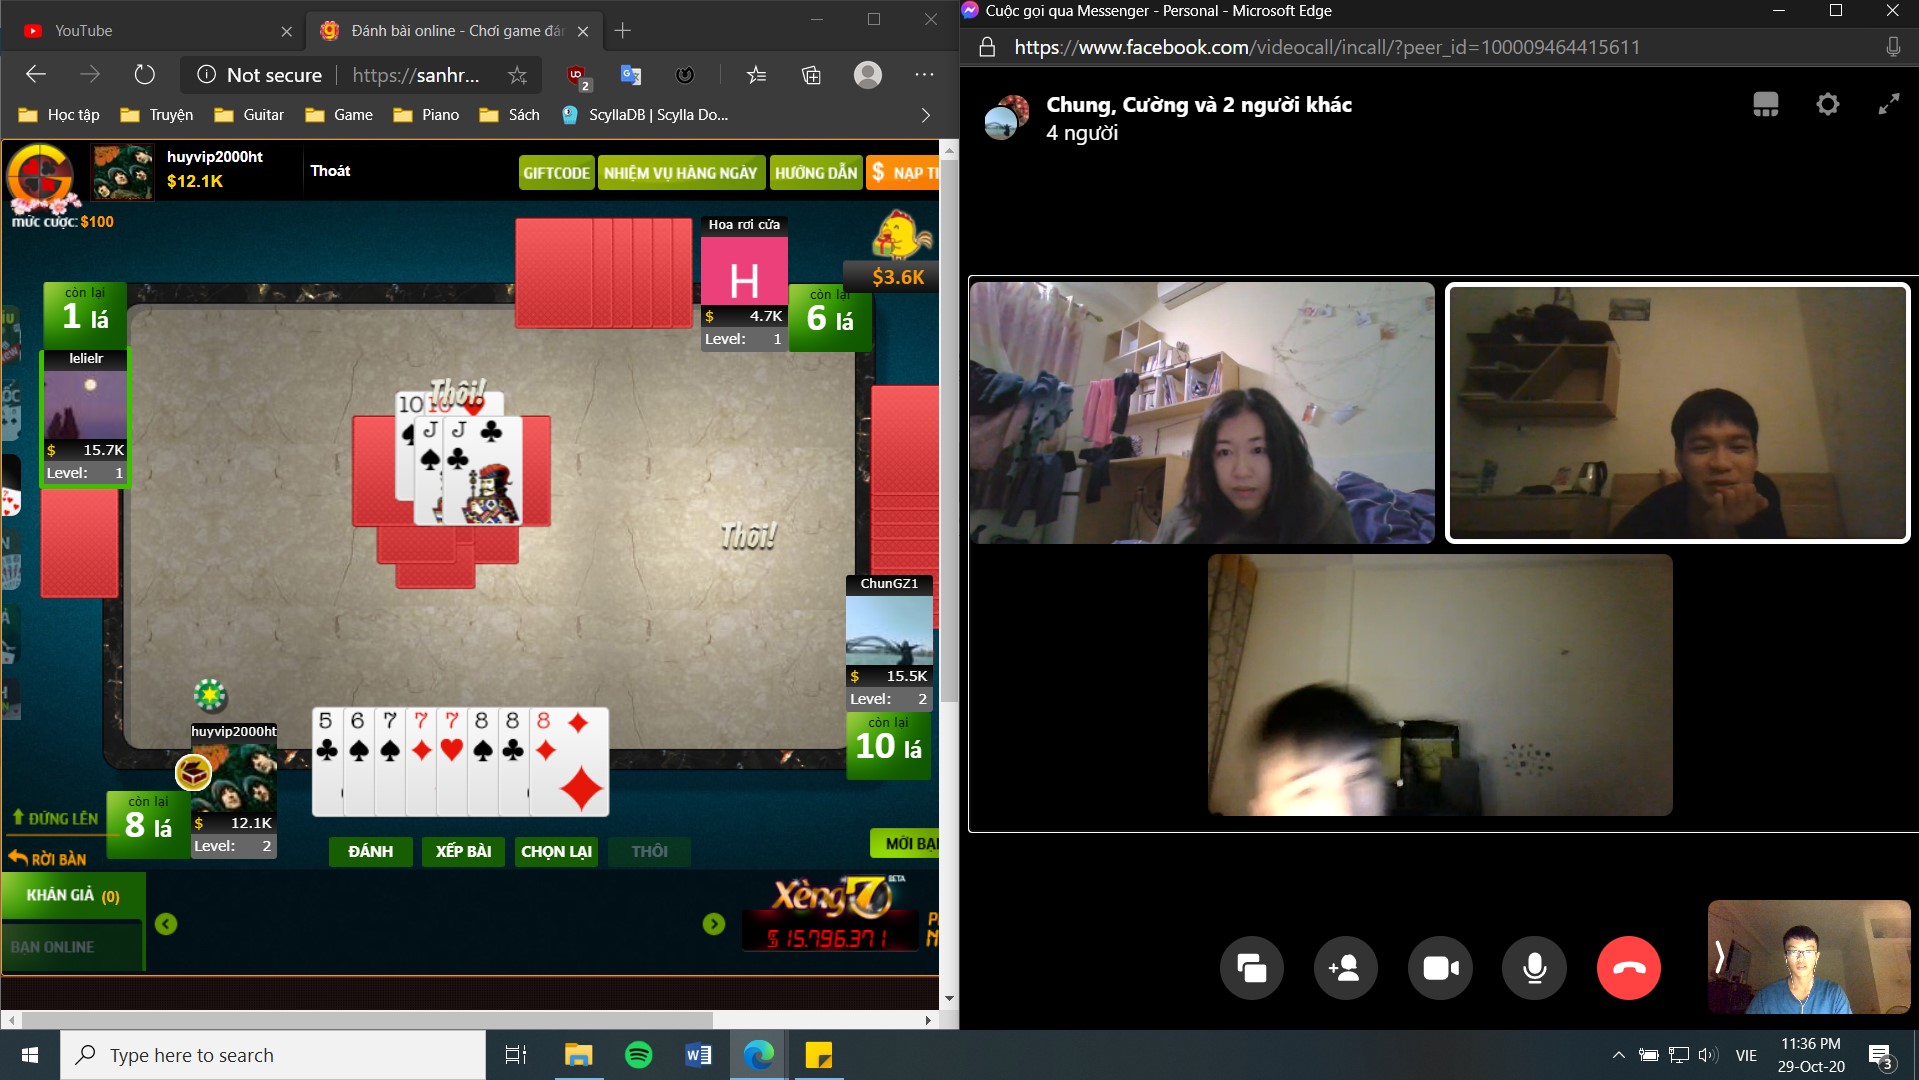 YouTube
Đánh bài online - Chơi game đán
Not secure
https://sanhr...
2
Học tập
Truyện
Guitar
Game
Piano
Sách
ScyllaDB | Scylla Do...
huyvip2000ht
$12.1K
Thoát
GIFTCODE
NHIỆM VỤ HÀNG NGÀY
HƯỚNG DẪN
$ NẠP TI
mức cược: $100
Hoa rơi cửa
H
$ 4.7K
Level: 1
còn lại
6 lá
$3.6K
còn lại
1 lá
lelielr
$ 15.7K
Level: 1
Thôi!
10 10
J J
Thôi!
ChunGZ1
$ 15.5K
Level: 2
còn lại
10 lá
huyvip2000ht
5 6 7 7 7 8 8 8
ĐỨNG LÊN
còn lại
8 lá
$ 12.1K
Level: 2
RỜI BÀN
ĐÁNH
XẾP BÀI
CHỌN LẠI
THÔI
MỜI BẠ
KHÁN GIẢ (0)
BẠN ONLINE
Xèng7
BETA
$15.796.371
Cuộc gọi qua Messenger - Personal - Microsoft Edge
https://www.facebook.com/videocall/incall/?peer_id=100009464415611
Chung, Cường và 2 người khác
4 người
Type here to search
VIE
11:36 PM
29-Oct-20
3